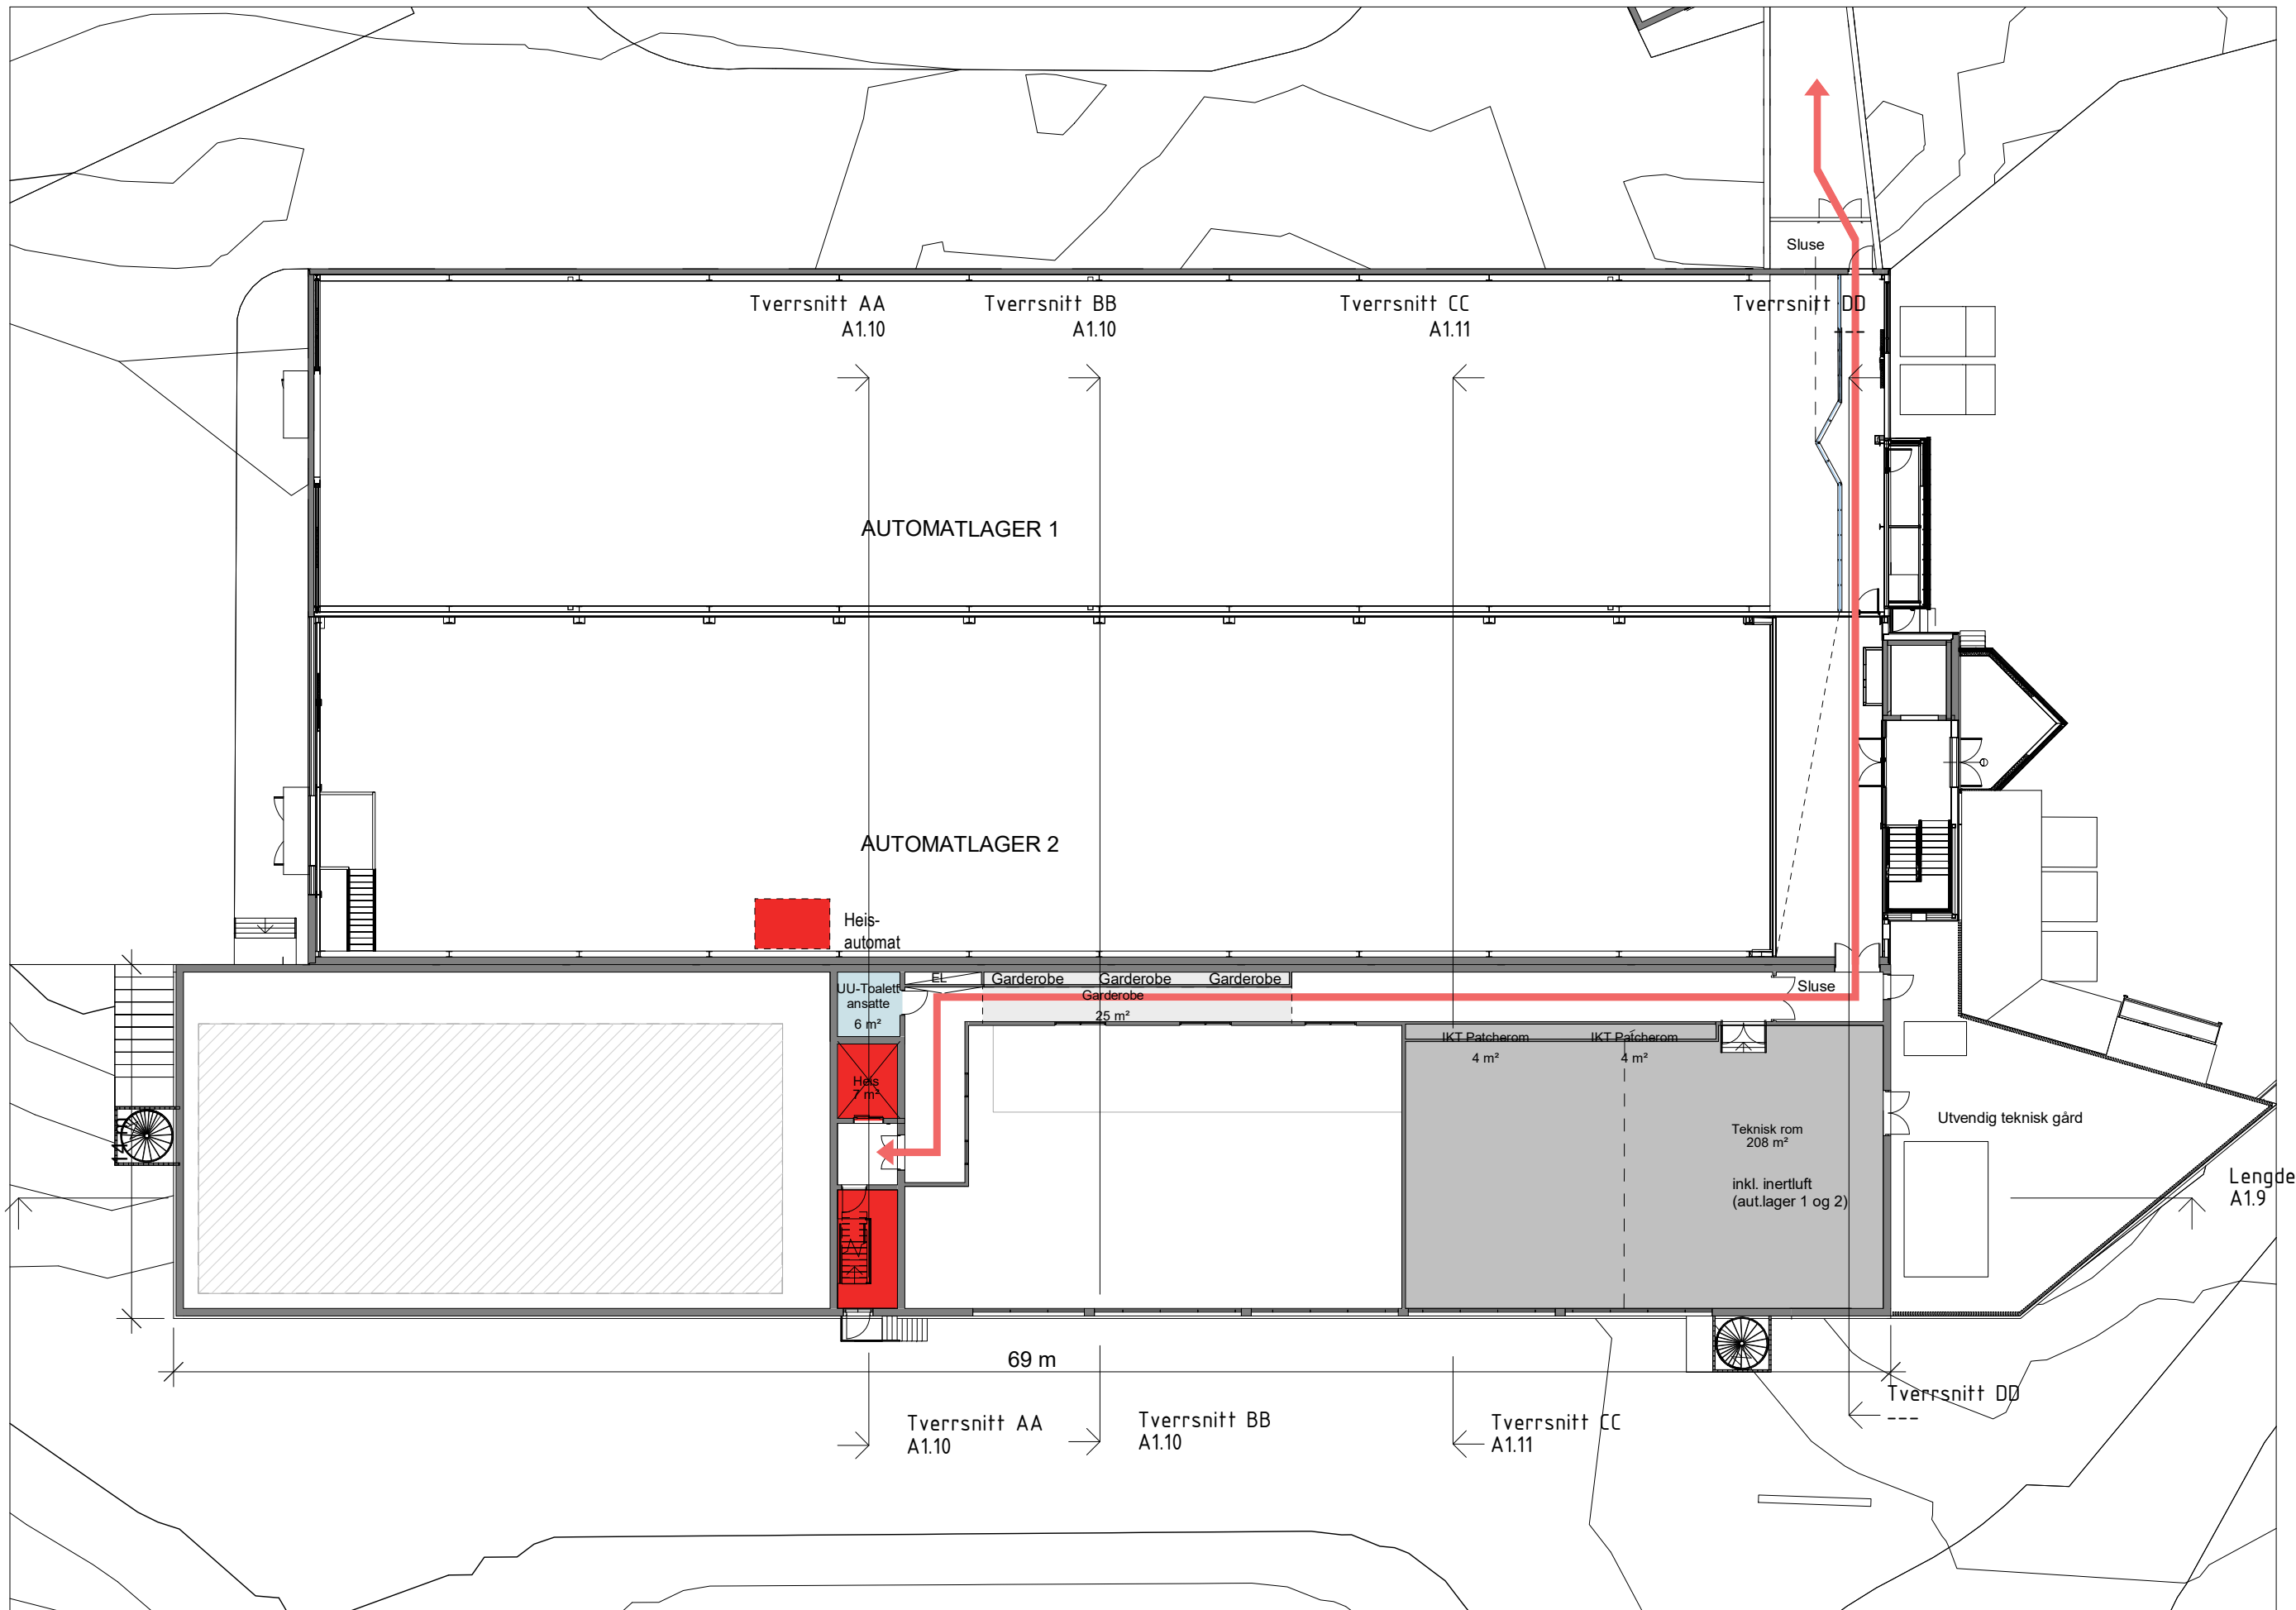 Sluse
Tverrsnitt AA
A1.10
Tverrsnitt BB
A1.10
Tverrsnitt CC
A1.11
Tverrsnitt DD
---
AUTOMATLAGER 1
AUTOMATLAGER 2
Heis-
automat
EL
Garderobe
Garderobe
Garderobe
Garderobe
25 m²
UU-Toalett
ansatte
6 m²
Sluse
IKT Patcherom
4 m²
IKT Patcherom
4 m²
Heis
7 m²
Teknisk rom
208 m²
inkl. inertluft
(aut.lager 1 og 2)
Utvendig teknisk gård
Lengde
A1.9
69 m
Tverrsnitt AA
A1.10
Tverrsnitt BB
A1.10
Tverrsnitt CC
A1.11
Tverrsnitt DD
---